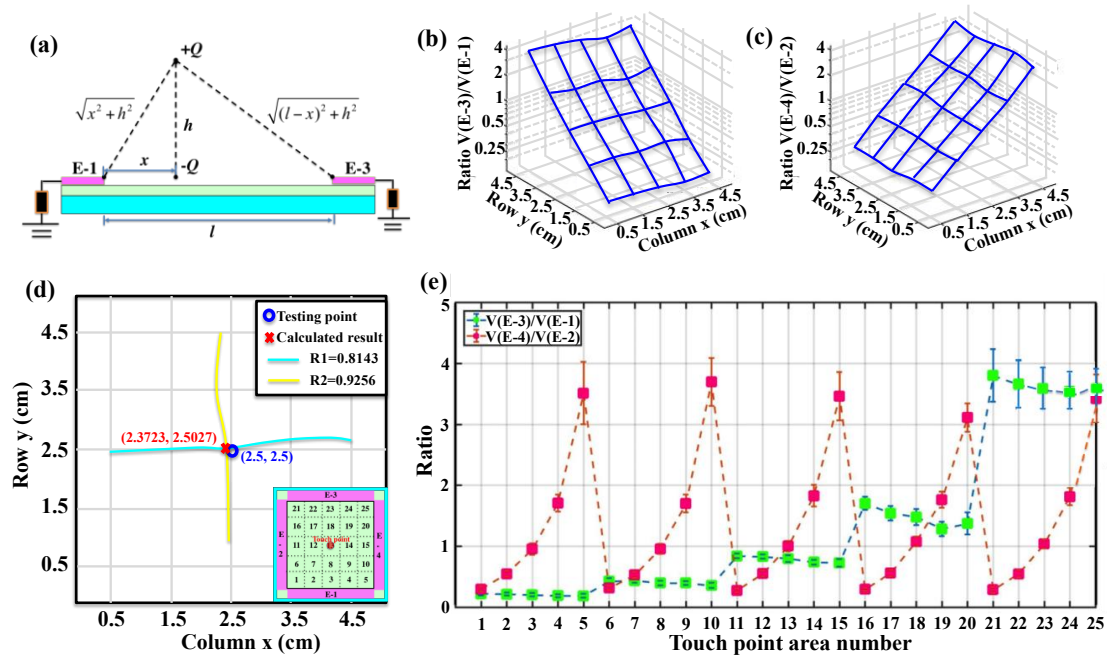 (a)
+Q
√x² + h²
√(l − x)² + h²
h
x
E-1
-Q
E-3
l
(b)
Ratio V(E-3)/V(E-1)
4
2
1
0.5
0.25
4.5
3.5
2.5
1.5
0.5
Row y (cm)
0.5
1.5
2.5
3.5
4.5
Column x (cm)
(c)
Ratio V(E-4)/V(E-2)
4
2
1
0.5
0.25
4.5
3.5
2.5
1.5
0.5
Row y (cm)
0.5
1.5
2.5
3.5
4.5
Column x (cm)
(d)
Row y (cm)
4.5
3.5
2.5
1.5
0.5
Testing point
Calculated result
R1=0.8143
R2=0.9256
(2.3723, 2.5027)
(2.5, 2.5)
E-3
21 22 23 24 25
16 17 18 19 20
Touch point
11 12 14 15
6 7 8 9 10
1 2 3 4 5
E-2
E-4
E-1
0.5 1.5 2.5 3.5 4.5
Column x (cm)
(e)
Ratio
5
4
3
2
1
0
V(E-3)/V(E-1)
V(E-4)/V(E-2)
1 2 3 4 5 6 7 8 9 10 11 12 13 14 15 16 17 18 19 20 21 22 23 24 25
Touch point area number